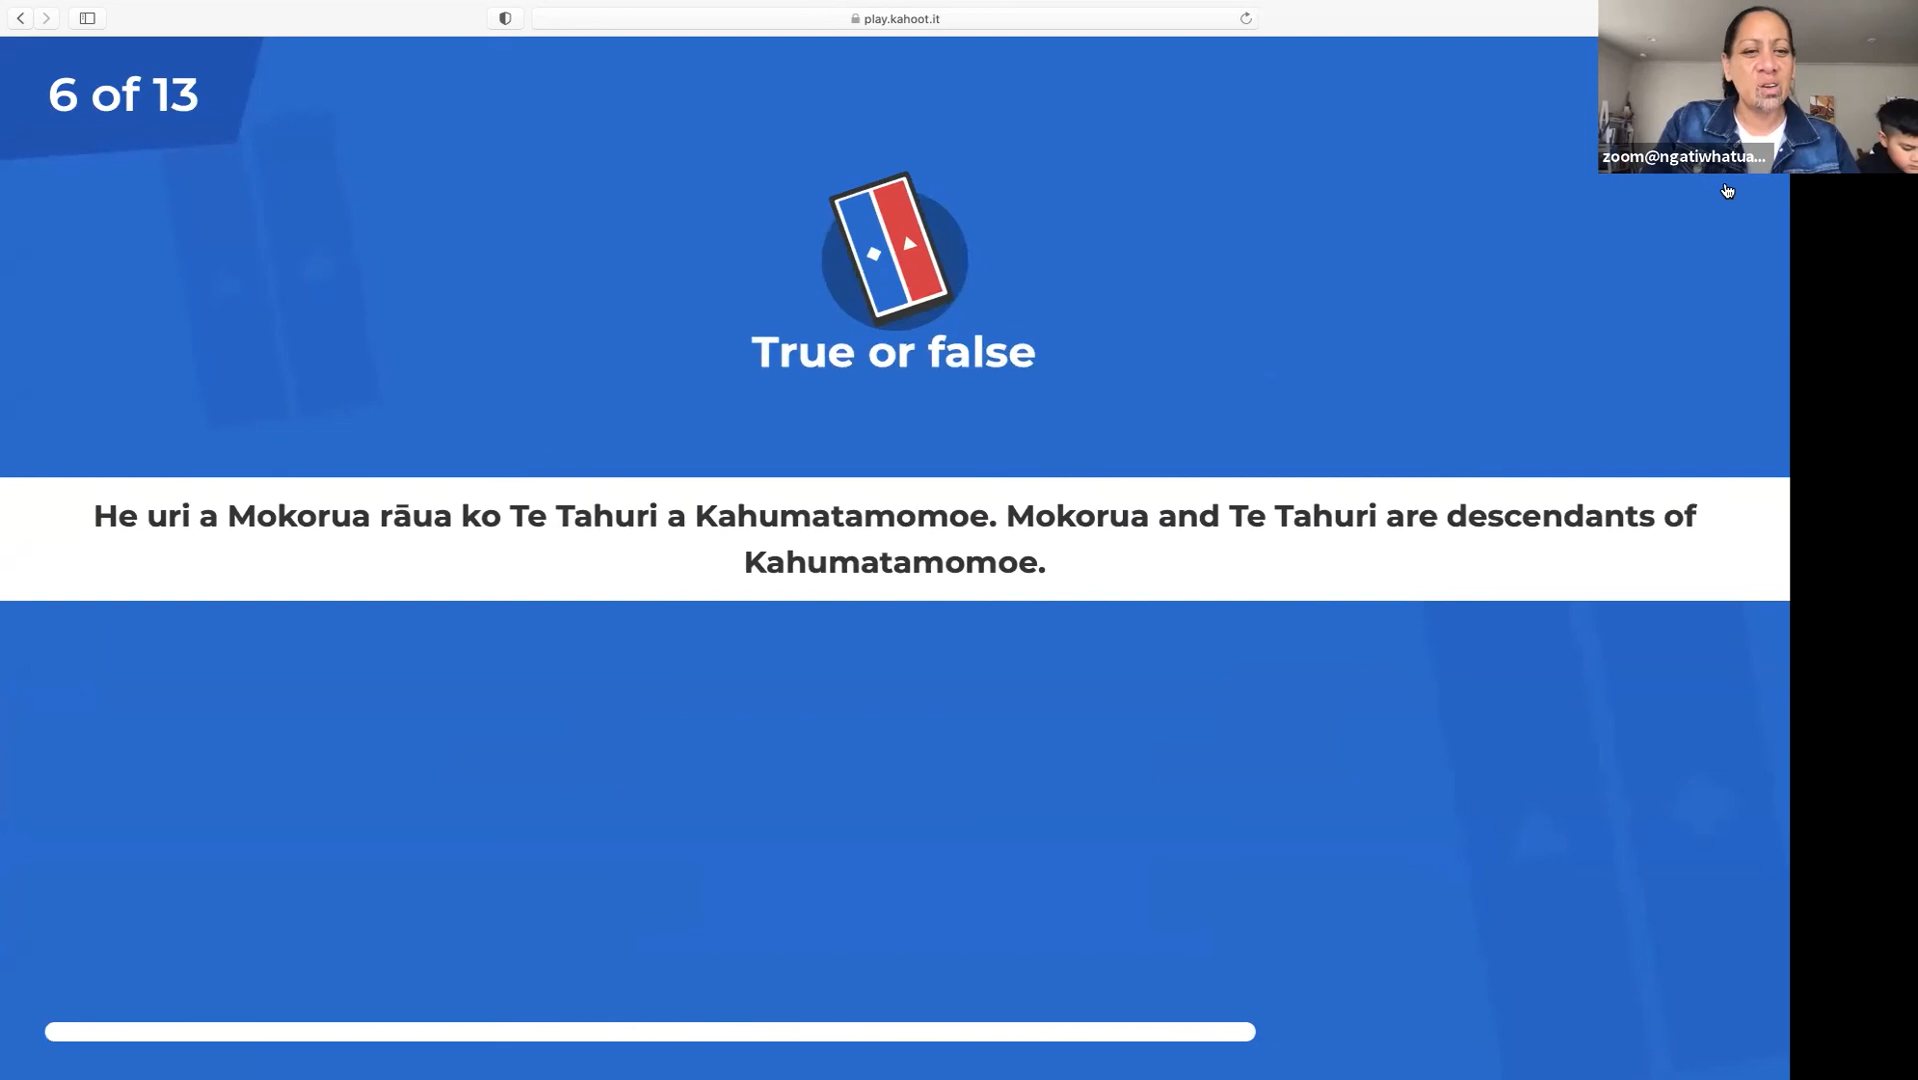 play.kahoot.it
6 of 13
zoom@ngatiwhatua...
True or false
He uri a Mokorua rāua ko Te Tahuri a Kahumatamomoe. Mokorua and Te Tahuri are descendants of
Kahumatamomoe.